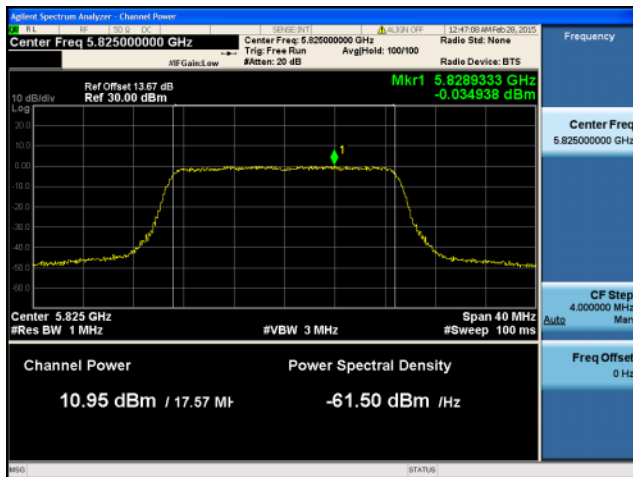 Agilent Spectrum Analyzer - Channel Power
RL RF 50 Ω DC SENSE:INT ALIGN OFF 12:47:08 AM Feb 28, 2015
Center Freq 5.825000000 GHz
Center Freq: 5.825000000 GHz
Radio Std: None
Trig: Free Run Avg|Hold: 100/100
#IFGain:Low #Atten: 20 dB Radio Device: BTS
Ref Offset 13.67 dB
10 dB/div Ref 30.00 dBm
Mkr1 5.8289333 GHz
-0.034938 dBm
Log
20.0
10.0
0.00
-10.0
-20.0
-30.0
-40.0
-50.0
-60.0
1
Center 5.825 GHz Span 40 MHz
#Res BW 1 MHz #VBW 3 MHz #Sweep 100 ms
Channel Power Power Spectral Density
10.95 dBm / 17.57 MH -61.50 dBm /Hz
MSG STATUS
Frequency
Center Freq
5.825000000 GHz
CF Step
4.000000 MHz
Auto Man
Freq Offset
0 Hz